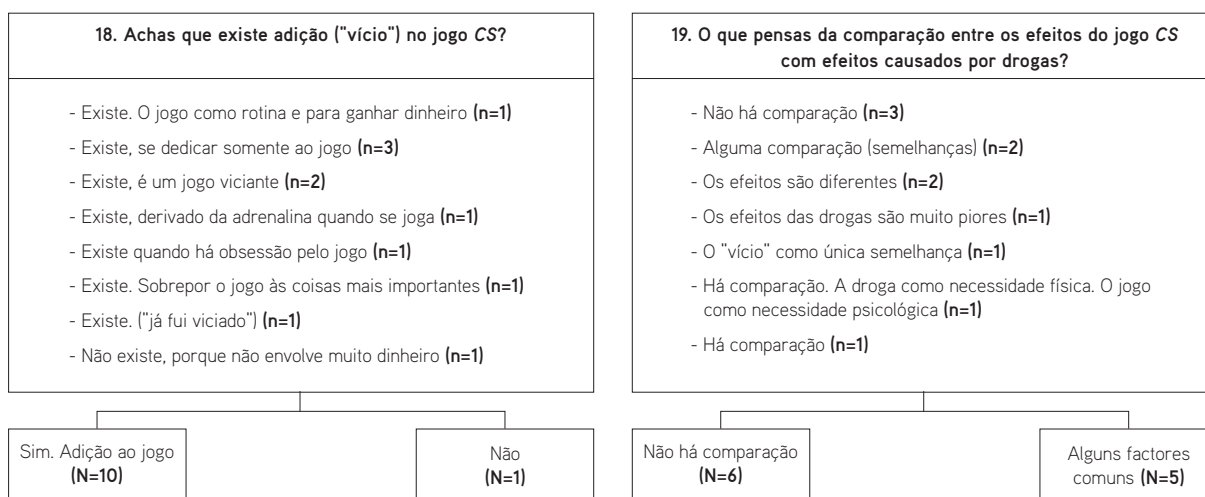 18. Achas que existe adição ("vício") no jogo CS?
- Existe. O jogo como rotina e para ganhar dinheiro (n=1)
- Existe, se dedicar somente ao jogo (n=3)
- Existe, é um jogo viciante (n=2)
- Existe, derivado da adrenalina quando se joga (n=1)
- Existe quando há obsessão pelo jogo (n=1)
- Existe. Sobrepor o jogo às coisas mais importantes (n=1)
- Existe. ("já fui viciado") (n=1)
- Não existe, porque não envolve muito dinheiro (n=1)
Sim. Adição ao jogo
(N=10)
Não
(N=1)
19. O que pensas da comparação entre os efeitos do jogo CS
com efeitos causados por drogas?
- Não há comparação (n=3)
- Alguma comparação (semelhanças) (n=2)
- Os efeitos são diferentes (n=2)
- Os efeitos das drogas são muito piores (n=1)
- O "vício" como única semelhança (n=1)
- Há comparação. A droga como necessidade física. O jogo
como necessidade psicológica (n=1)
- Há comparação (n=1)
Não há comparação
(N=6)
Alguns factores
comuns (N=5)